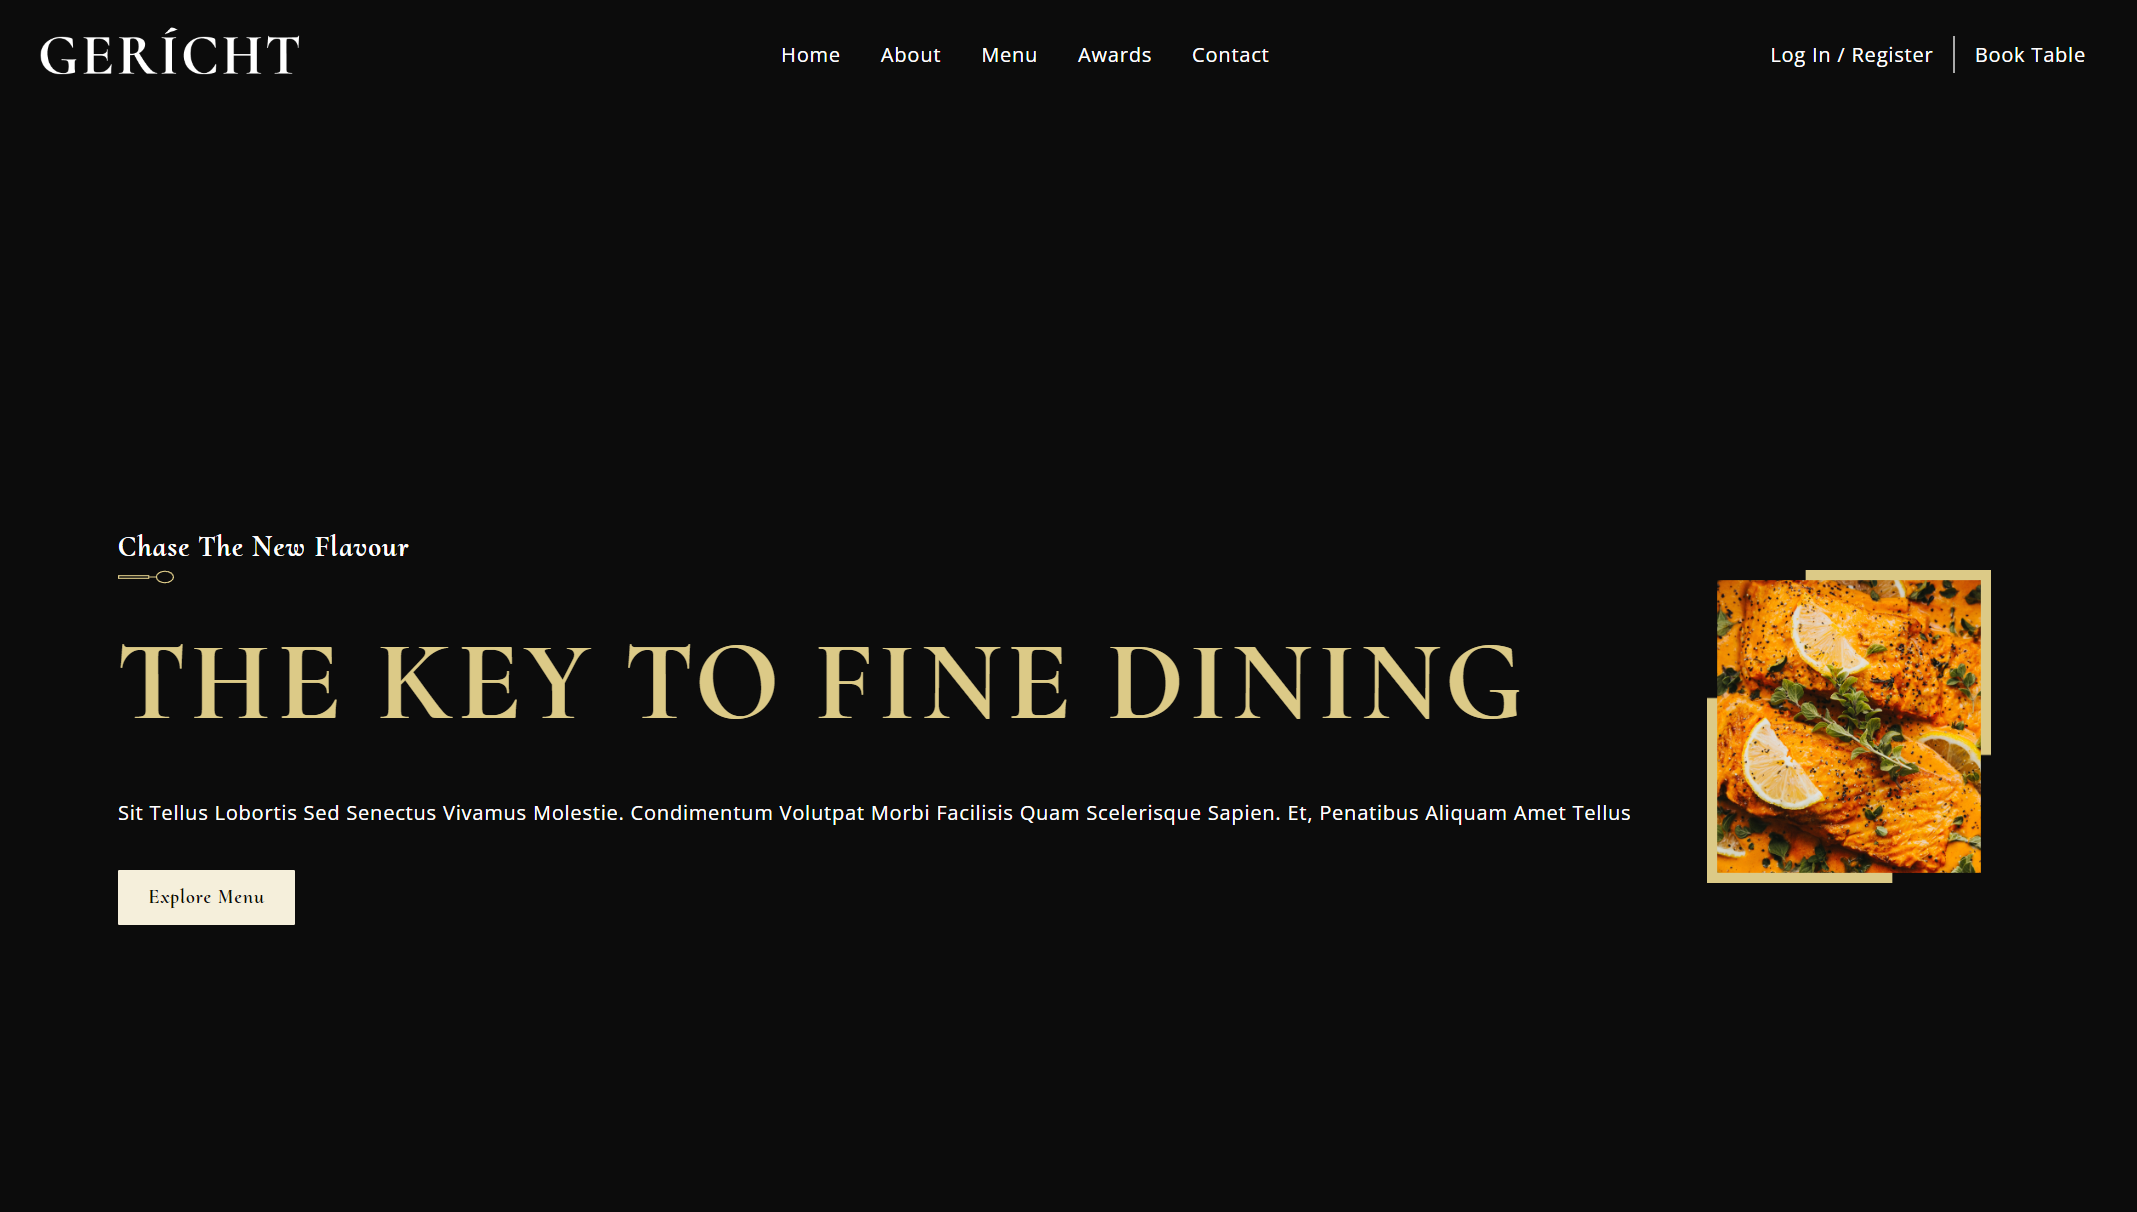 GERÍCHT
Home About Menu Awards Contact
Log In / Register Book Table
Chase The New Flavour
THE KEY TO FINE DINING
Sit Tellus Lobortis Sed Senectus Vivamus Molestie. Condimentum Volutpat Morbi Facilisis Quam Scelerisque Sapien. Et, Penatibus Aliquam Amet Tellus
Explore Menu